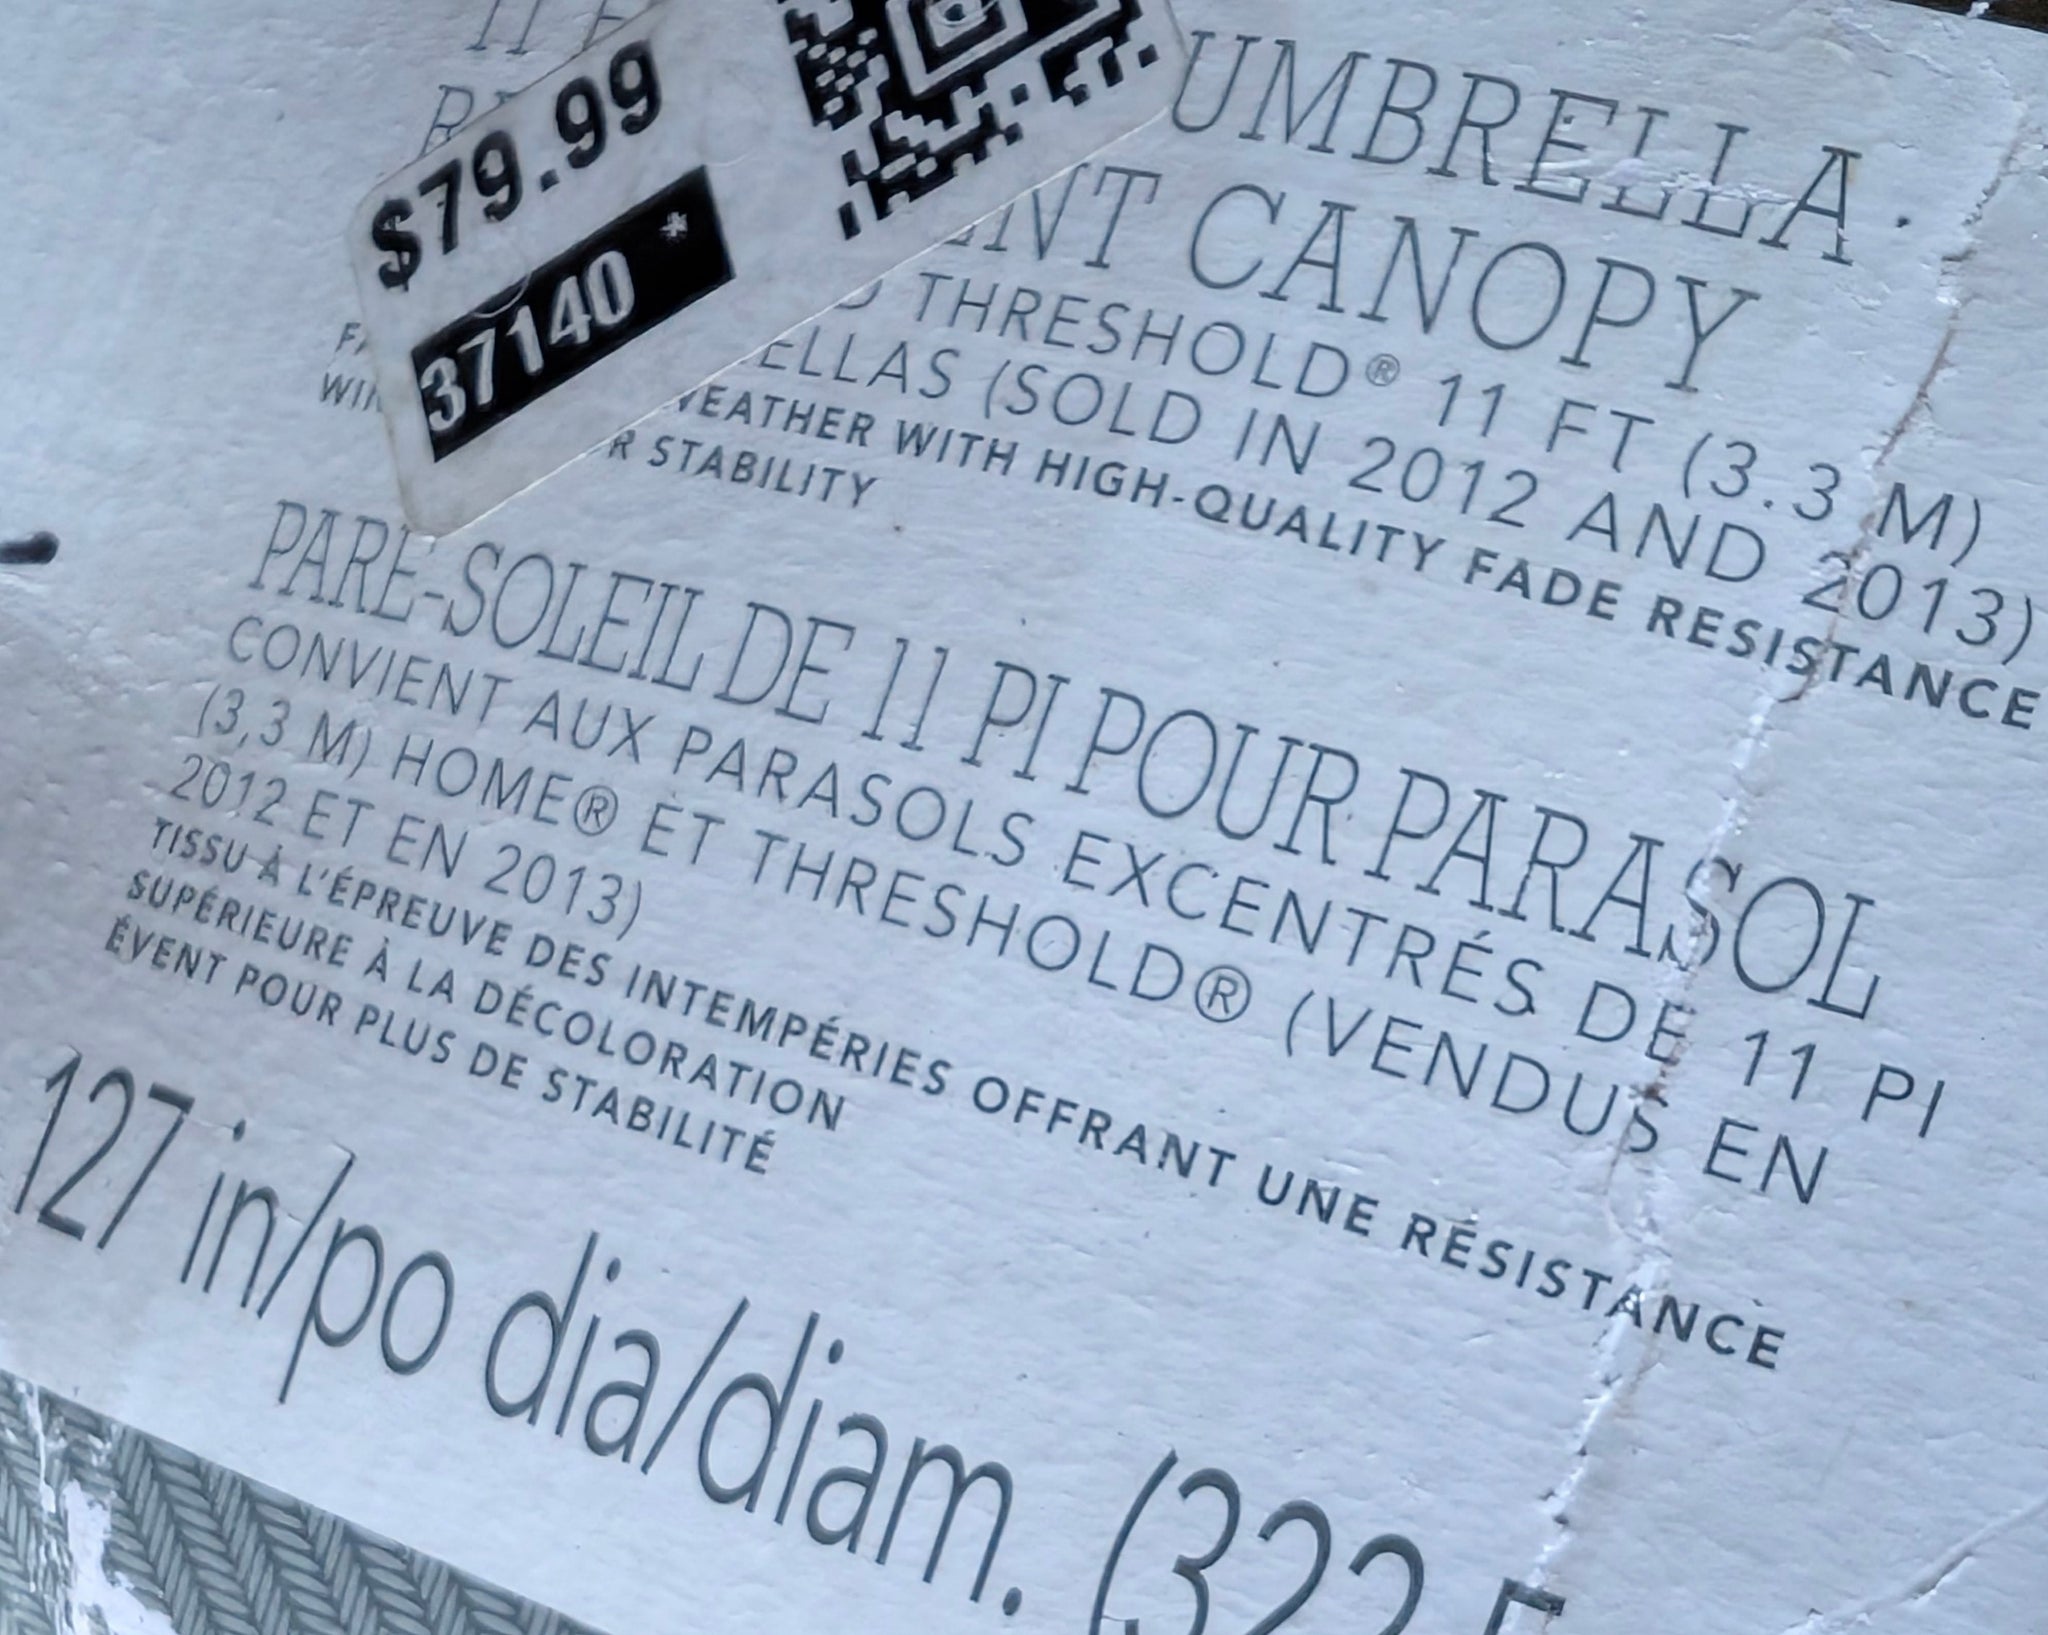 11
$79.99
37140 *
UMBRELLA.
CANOPY
THRESHOLD® 11 FT (3.3 M)
(SOLD IN 2012 AND 2013)
WITH HIGH-QUALITY FADE RESISTANCE
STABILITY
PARE-SOLEIL DE 11 PI POUR PARASOL
CONVIENT AUX PARASOLS EXCENTRÉS DE 11 PI
(3,3 M) HOME® ET THRESHOLD® (VENDUS EN
2012 ET EN 2013)
TISSU À L'ÉPREUVE DES INTEMPÉRIES OFFRANT UNE RÉSISTANCE
SUPÉRIEURE À LA DÉCOLORATION
ÉVENT POUR PLUS DE STABILITÉ
127 in/po dia/diam. (322